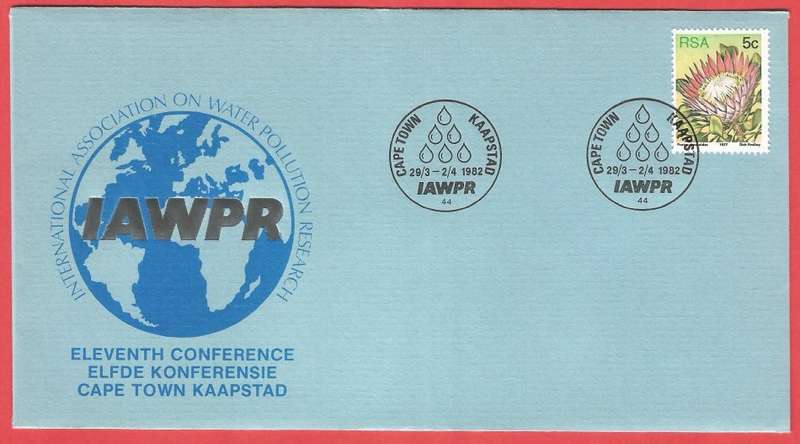 INTERNATIONAL ASSOCIATION ON WATER POLLUTION RESEARCH
IAWPR
ELEVENTH CONFERENCE
ELFDE KONFERENSIE
CAPE TOWN KAAPSTAD
CAPE TOWN KAAPSTAD
29/3 – 2/4 1982
IAWPR
44
CAPE TOWN KAAPSTAD
29/3 – 2/4 1982
IAWPR
44
RSA 5c
1977